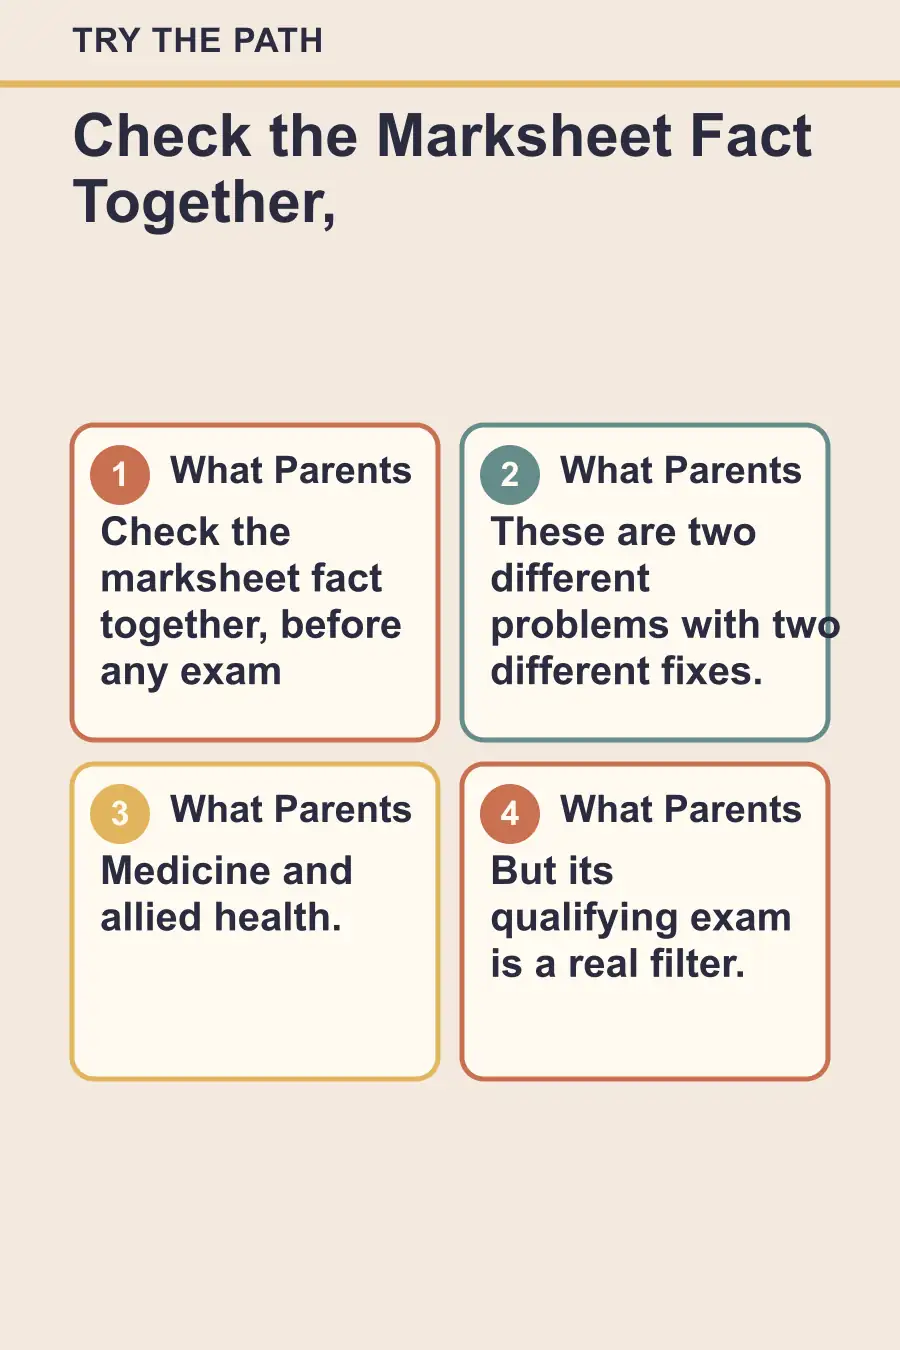 TRY THE PATH
Check the Marksheet Fact
Together,
1 What Parents
Check the
marksheet fact
together, before
any exam
2 What Parents
These are two
different
problems with two
different fixes.
3 What Parents
Medicine and
allied health.
4 What Parents
But its
qualifying exam
is a real filter.